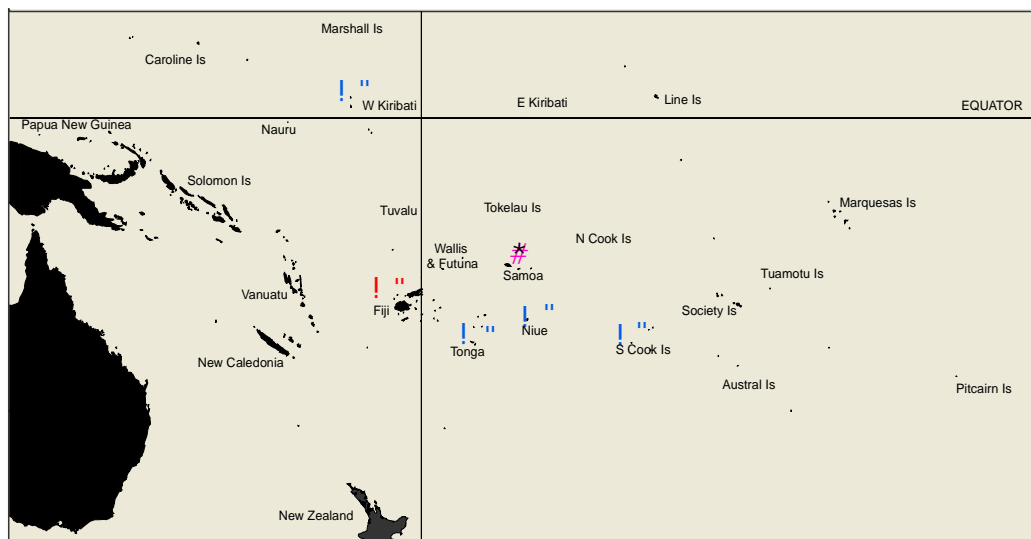 Marshall Is
Caroline Is
! "
W Kiribati
E Kiribati
Line Is
EQUATOR
Papua New Guinea
Nauru
Solomon Is
Tuvalu
Tokelau Is
Marquesas Is
N Cook Is
Wallis
& Futuna
*
#
Samoa
Tuamotu Is
! "
Vanuatu
Fiji
Society Is
! "
Niue
! "
Tonga
! "
S Cook Is
New Caledonia
Austral Is
Pitcairn Is
New Zealand